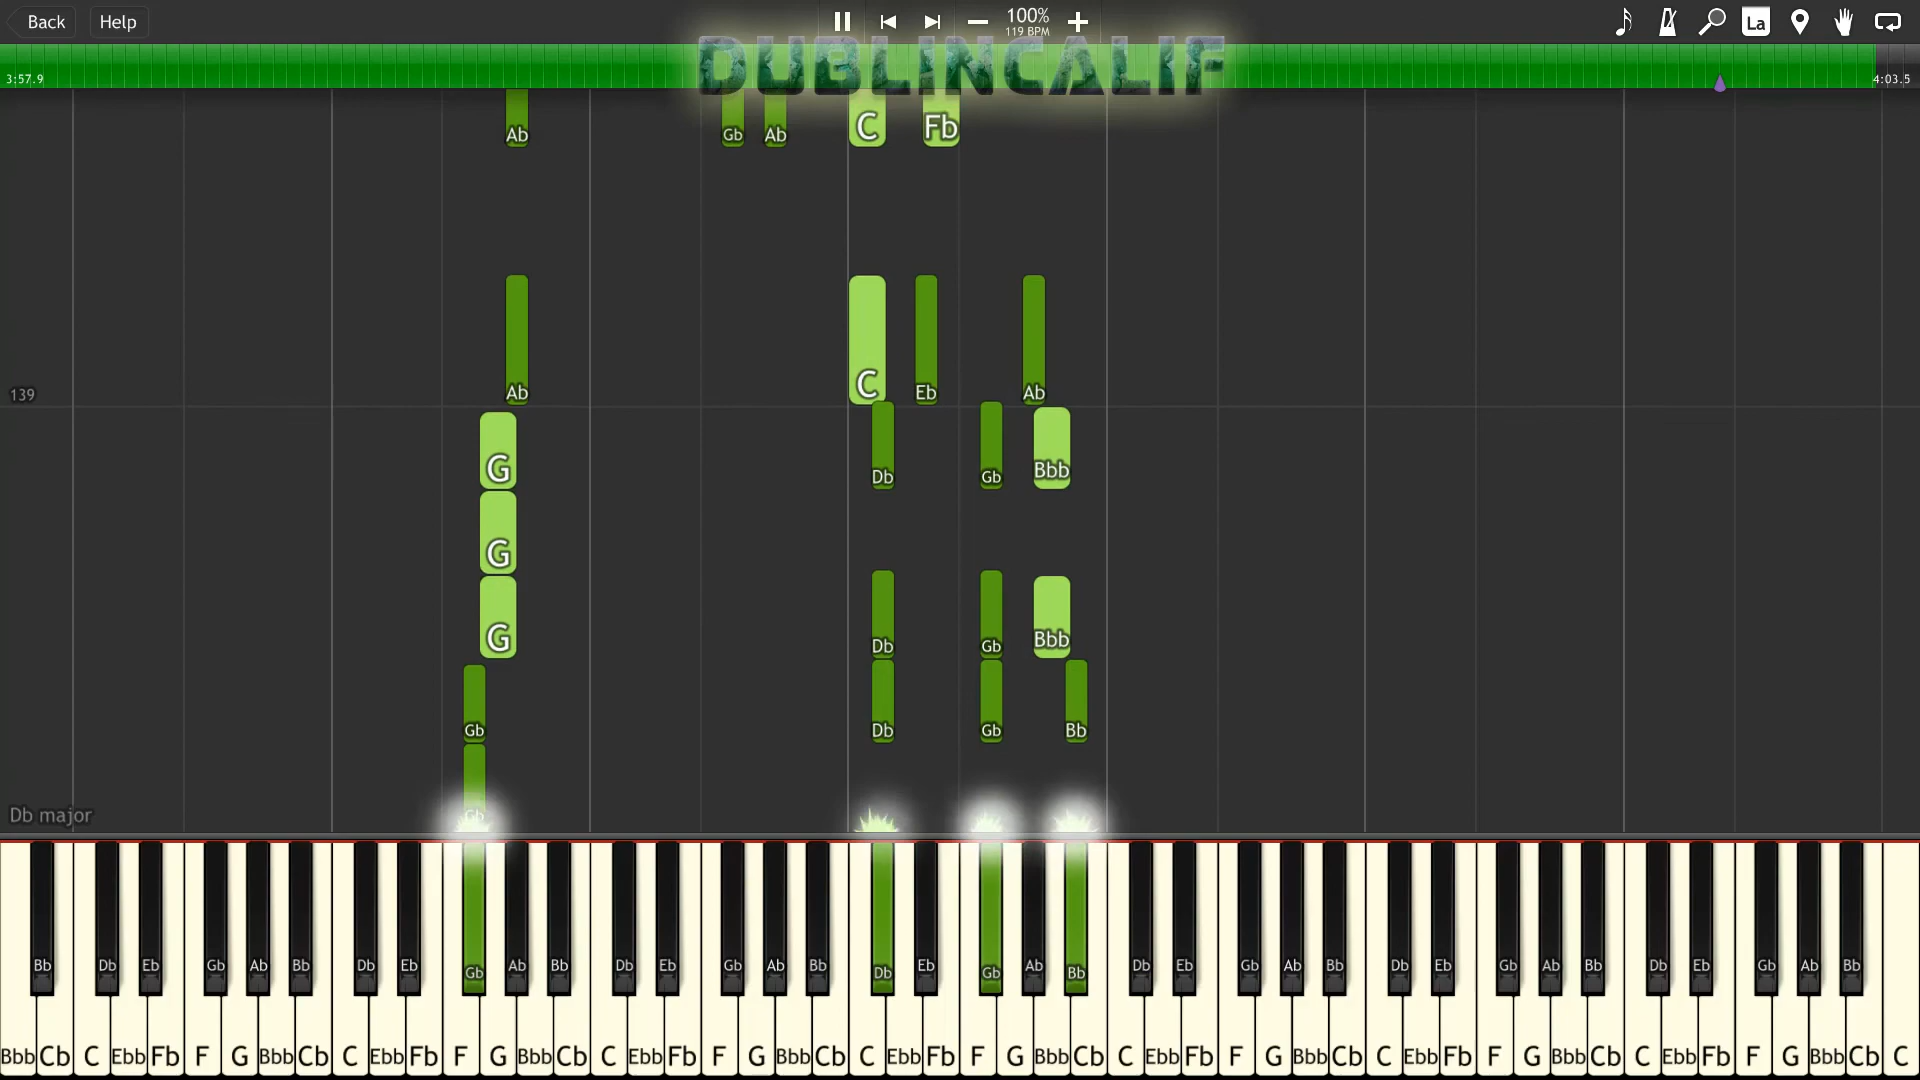 Back Help 100% La
119 BPM
DUBLINCALIF
3:57.9 4:03.5
Ab Gb Ab C Fb
139 Ab C Eb Ab
G Db Gb Bbb
G
G Db Gb Bbb
Gb Db Gb Bb
Gb
Db major
Bb Db Eb Gb Ab Bb Db Eb Gb Ab Bb Db Eb Gb Ab Bb Db Eb Gb Ab Bb Db Eb Gb Ab Bb Db Eb Gb Ab Bb Db Eb Gb Ab Bb
Bbb Cb C Ebb Fb F G Bbb Cb C Ebb Fb F G Bbb Cb C Ebb Fb F G Bbb Cb C Ebb Fb F G Bbb Cb C Ebb Fb F G Bbb Cb C Ebb Fb F G Bbb Cb C Ebb Fb F G Bbb Cb C